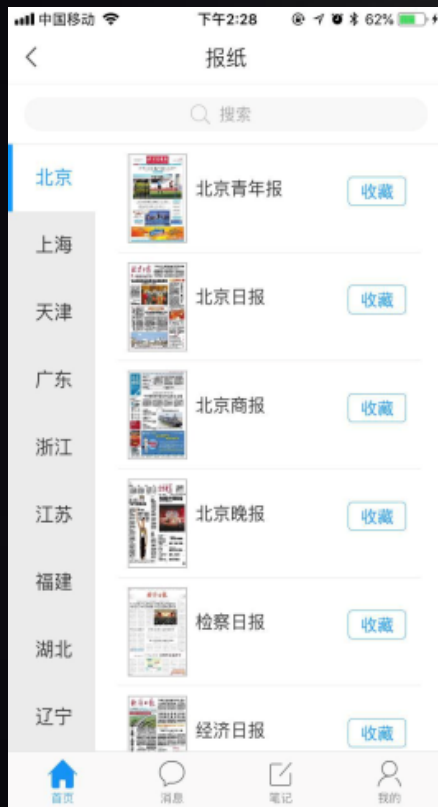 中国移动 下午2:28 62%
报纸
搜索
北京
北京青年报 收藏
上海
北京日报 收藏
天津
广东
北京商报 收藏
浙江
江苏
北京晚报 收藏
福建
检察日报 收藏
湖北
辽宁
经济日报 收藏
首页 消息 笔记 我的